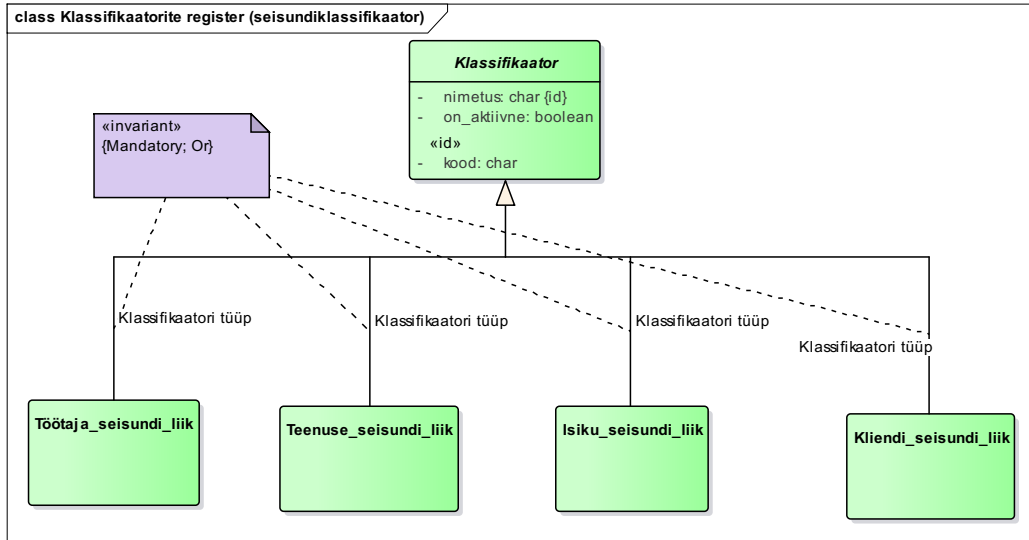 class Klassifikaatorite register (seisundiklassifikaator)
Klassifikaator
- nimetus: char {id}
- on_aktiivne: boolean
«id»
- kood: char
«invariant»
{Mandatory; Or}
Klassifikaatori tüüp
Klassifikaatori tüüp
Klassifikaatori tüüp
Klassifikaatori tüüp
Töötaja_seisundi_liik
Teenuse_seisundi_liik
Isiku_seisundi_liik
Kliendi_seisundi_liik